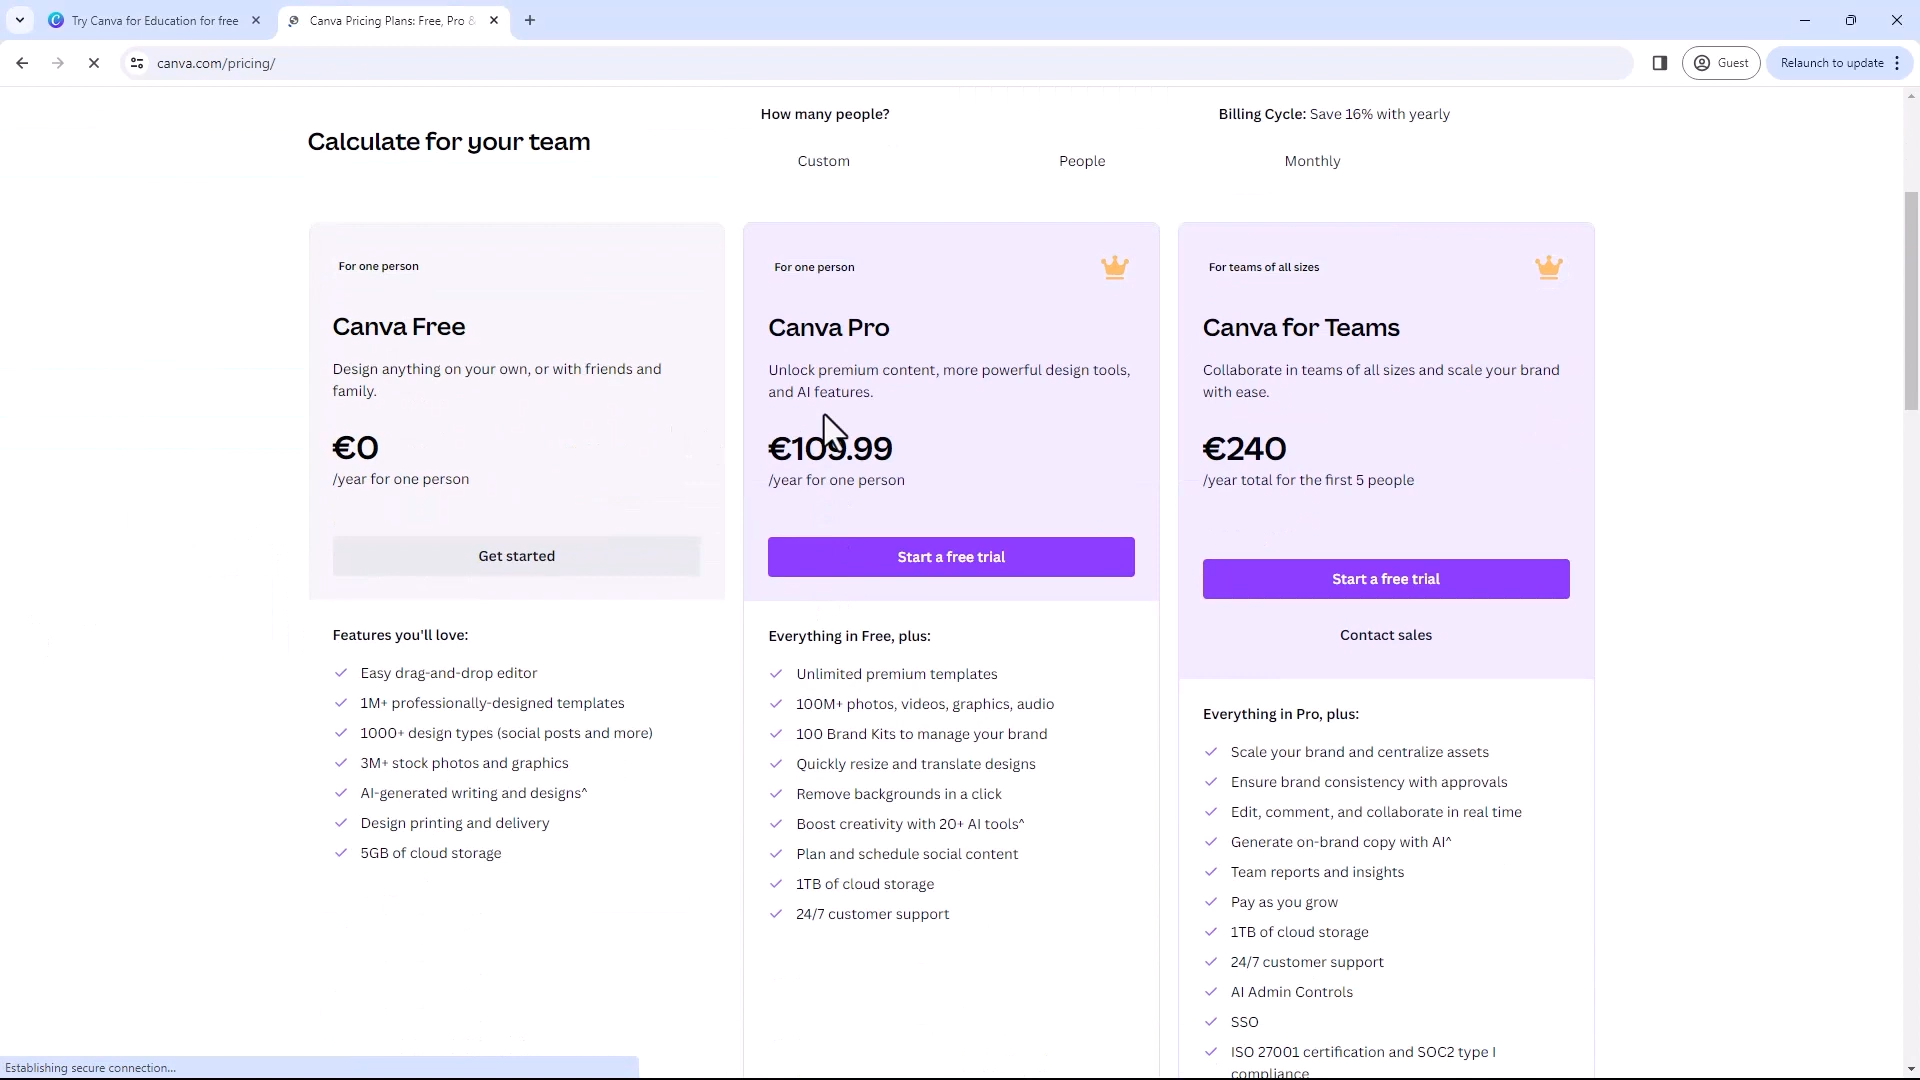 Try Canva for Education for free
Canva Pricing Plans: Free, Pro &
canva.com/pricing/
Guest
Relaunch to update
How many people?
Billing Cycle: Save 16% with yearly
Calculate for your team
Custom
People
Monthly
For one person
Canva Free
Design anything on your own, or with friends and
family.
€0
/year for one person
Get started
Features you'll love:
Easy drag-and-drop editor
1M+ professionally-designed templates
1000+ design types (social posts and more)
3M+ stock photos and graphics
AI-generated writing and designs^
Design printing and delivery
5GB of cloud storage
For one person
Canva Pro
Unlock premium content, more powerful design tools,
and AI features.
€109.99
/year for one person
Start a free trial
Everything in Free, plus:
Unlimited premium templates
100M+ photos, videos, graphics, audio
100 Brand Kits to manage your brand
Quickly resize and translate designs
Remove backgrounds in a click
Boost creativity with 20+ AI tools^
Plan and schedule social content
1TB of cloud storage
24/7 customer support
For teams of all sizes
Canva for Teams
Collaborate in teams of all sizes and scale your brand
with ease.
€240
/year total for the first 5 people
Start a free trial
Contact sales
Everything in Pro, plus:
Scale your brand and centralize assets
Ensure brand consistency with approvals
Edit, comment, and collaborate in real time
Generate on-brand copy with AI^
Team reports and insights
Pay as you grow
1TB of cloud storage
24/7 customer support
AI Admin Controls
SSO
ISO 27001 certification and SOC2 type I
compliance
Establishing secure connection...